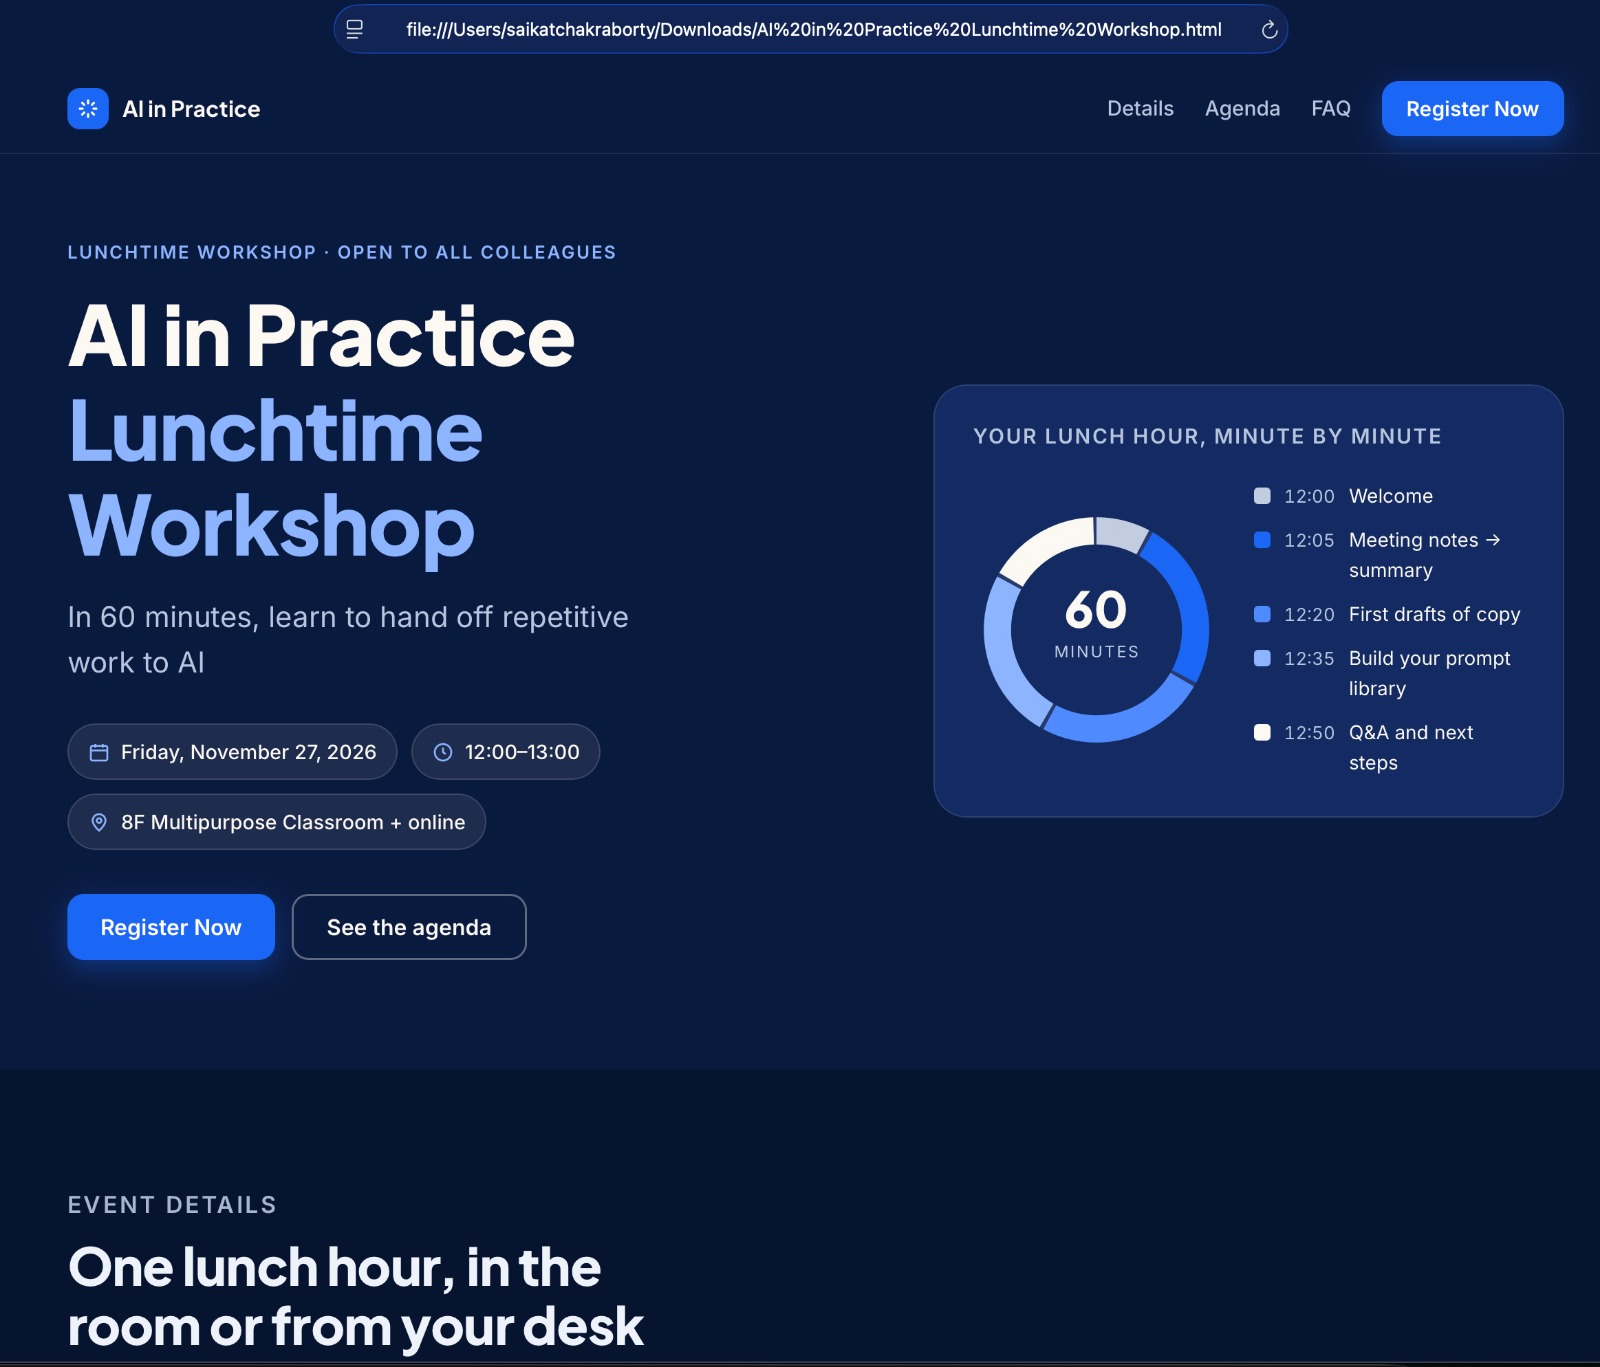 file:///Users/saikatchakraborty/Downloads/AI%20in%20Practice%20Lunchtime%20Workshop.html
AI in Practice
Details
Agenda
FAQ
Register Now
LUNCHTIME WORKSHOP · OPEN TO ALL COLLEAGUES
AI in Practice
Lunchtime
Workshop
In 60 minutes, learn to hand off repetitive
work to AI
Friday, November 27, 2026
12:00–13:00
8F Multipurpose Classroom + online
Register Now
See the agenda
YOUR LUNCH HOUR, MINUTE BY MINUTE
60
MINUTES
12:00 Welcome
12:05 Meeting notes →
summary
12:20 First drafts of copy
12:35 Build your prompt
library
12:50 Q&A and next
steps
EVENT DETAILS
One lunch hour, in the
room or from your desk